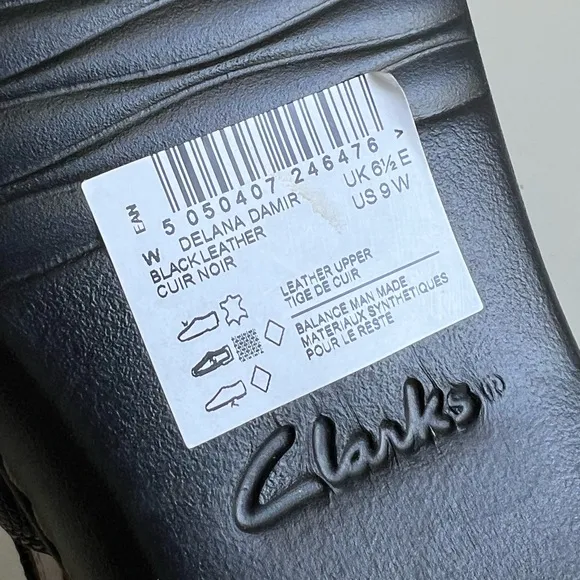 EAN
5 050407 246476 >
W DELANA DAMIR UK 6½ E
BLACK LEATHER US 9 W
CUIR NOIR
LEATHER UPPER
TIGE DE CUIR
BALANCE MAN MADE
MATERIAUX SYNTHÉTIQUES
POUR LE RESTE
Clarks